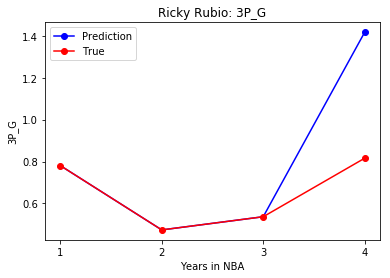 Ricky Rubio: 3P_G
Prediction
True
3P_G
1.4
1.2
1.0
0.8
0.6
1 2 3 4
Years in NBA